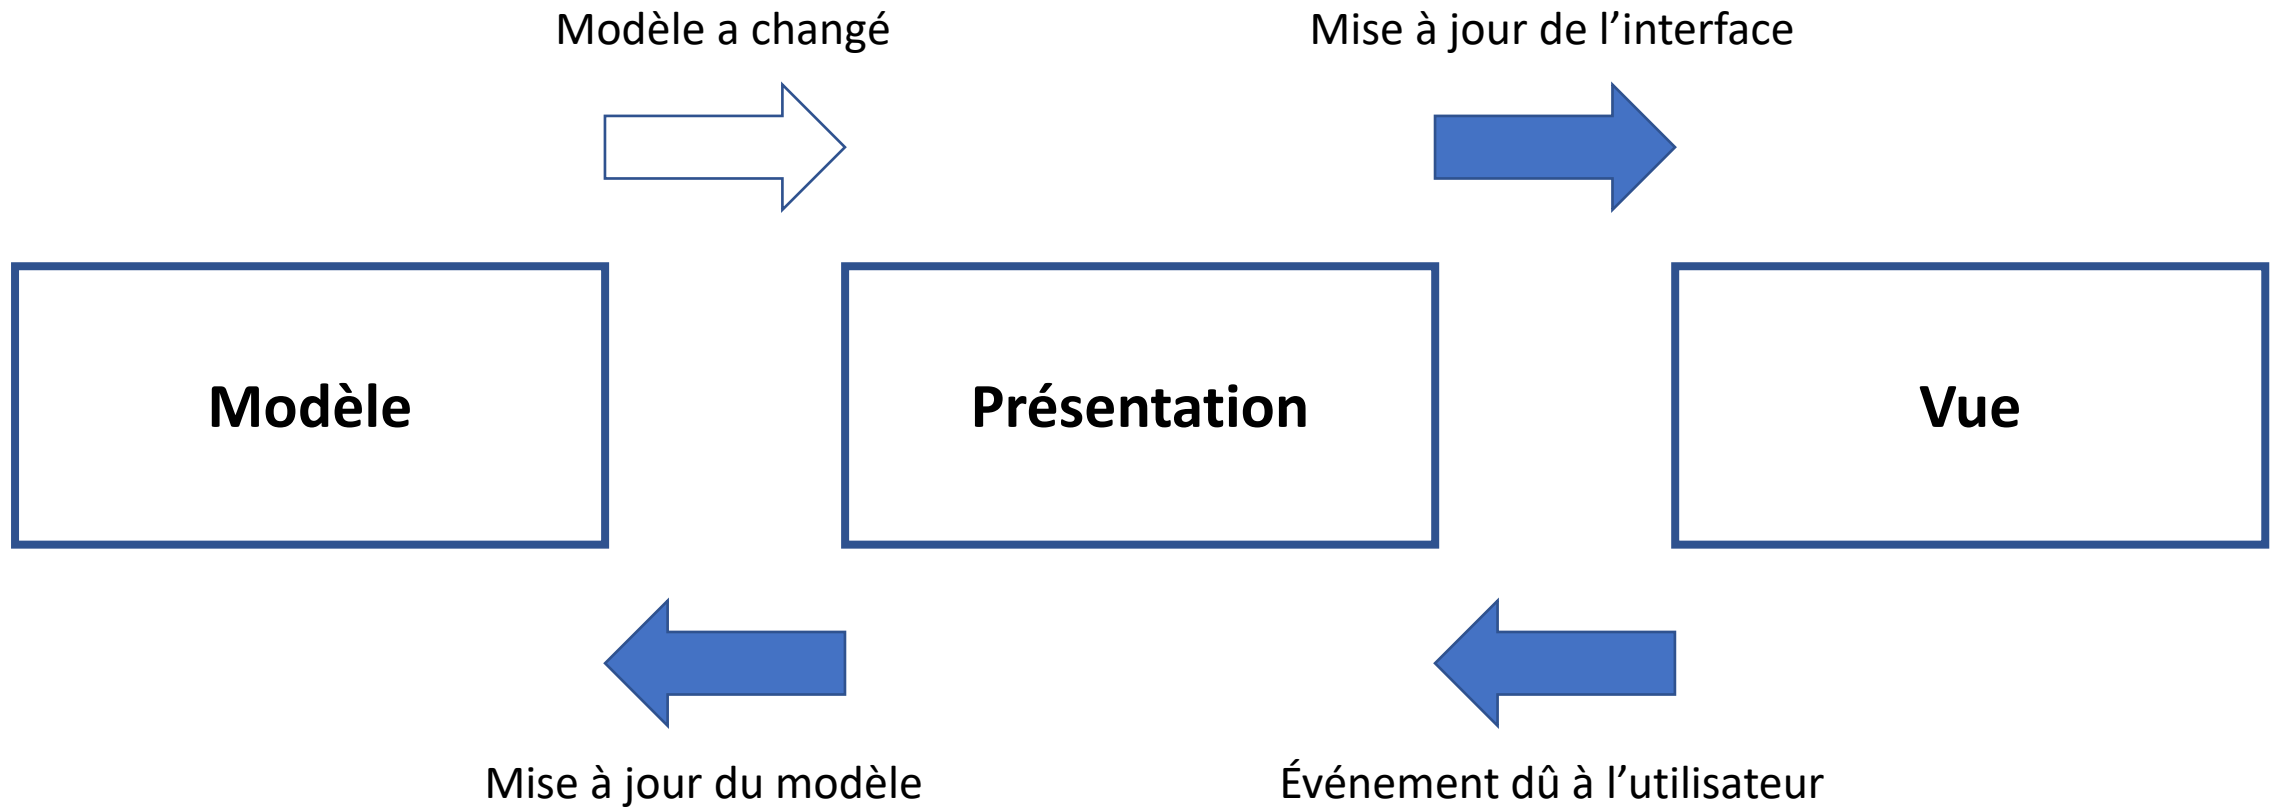 Modèle a changé
Mise à jour de l’interface
Modèle
Présentation
Vue
Mise à jour du modèle
Événement dû à l’utilisateur